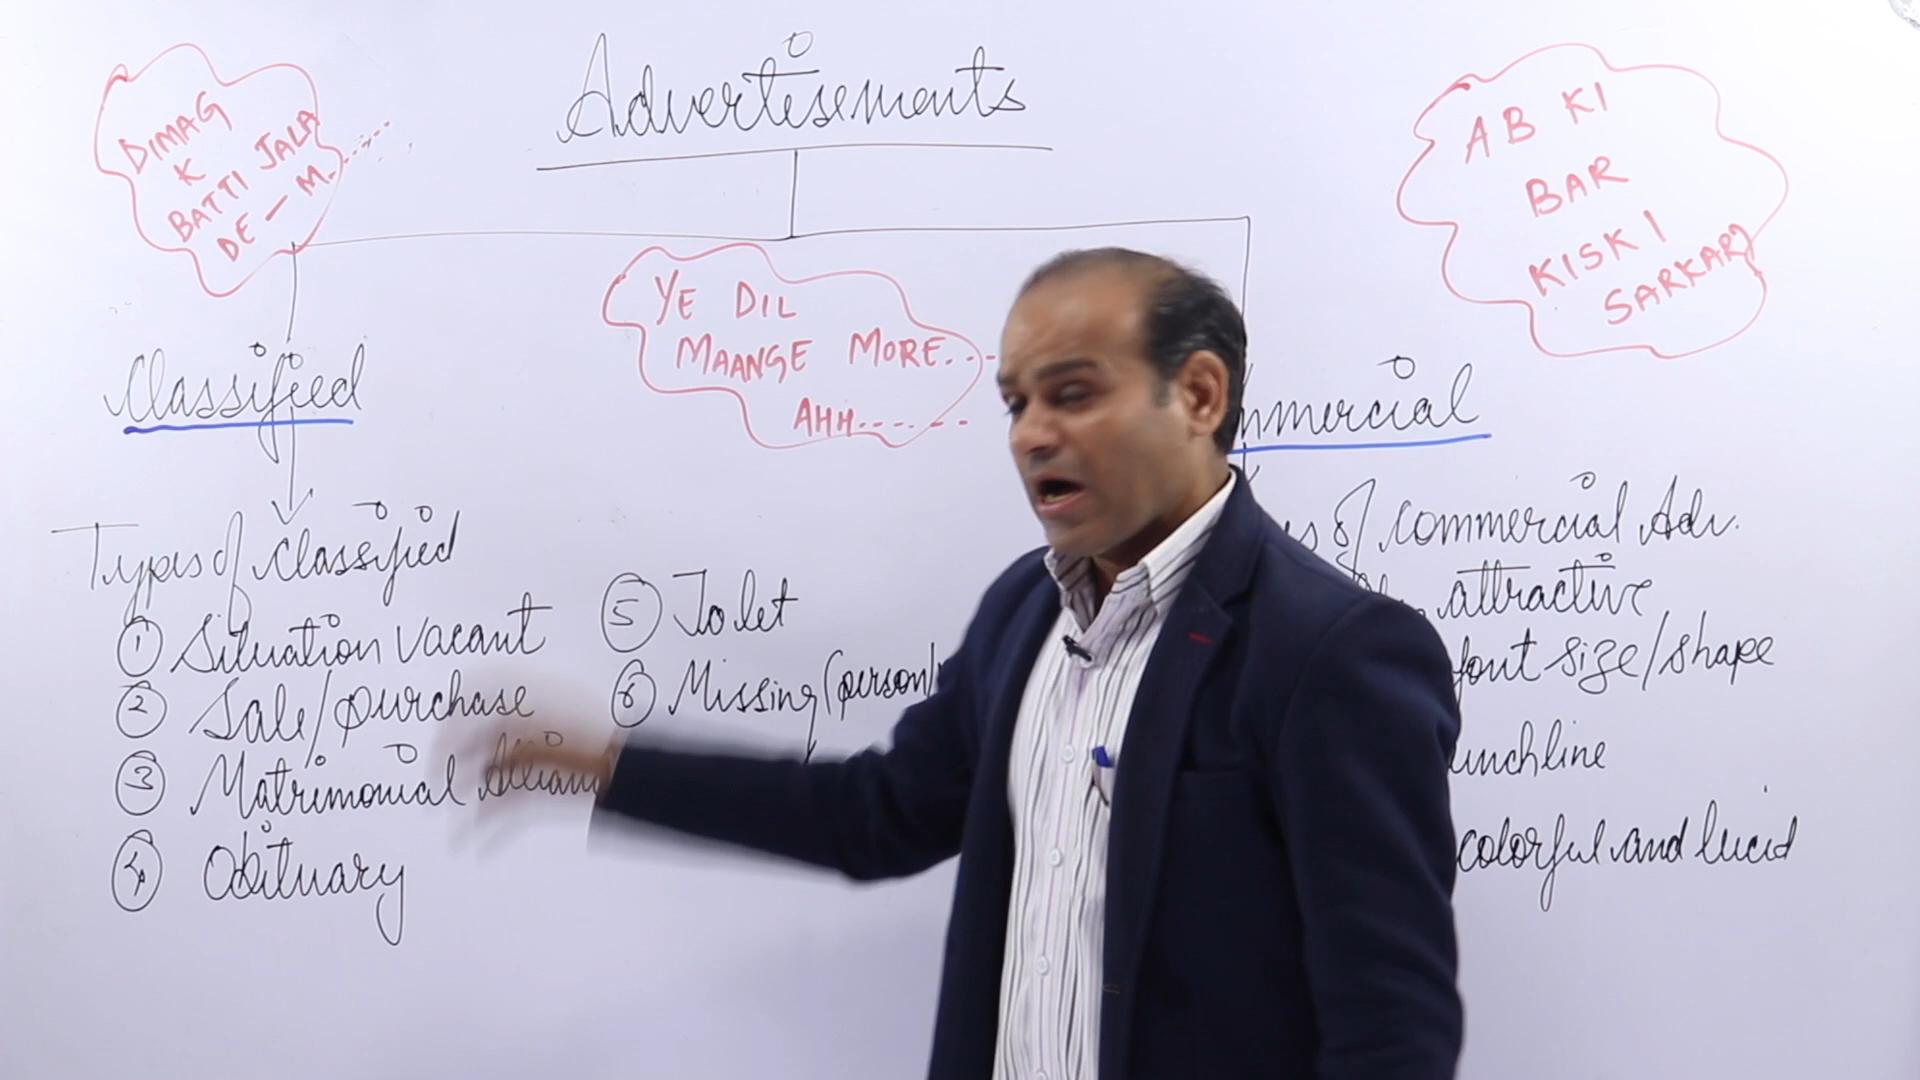 Advertisements
DIMAG
K
BATTI JALA
DE - M.....
YE DIL
MAANGE MORE...
AHH.......
AB KI
BAR
KISKI
SARKAR?
Classified
Types of Classified
① Situation Vacant
② Sale/purchase
③ Matrimonial
④ Obituary
⑤ To let
⑥ Missing (person/
of commercial Adv.
attractive
font size/shape
colorful and lucid